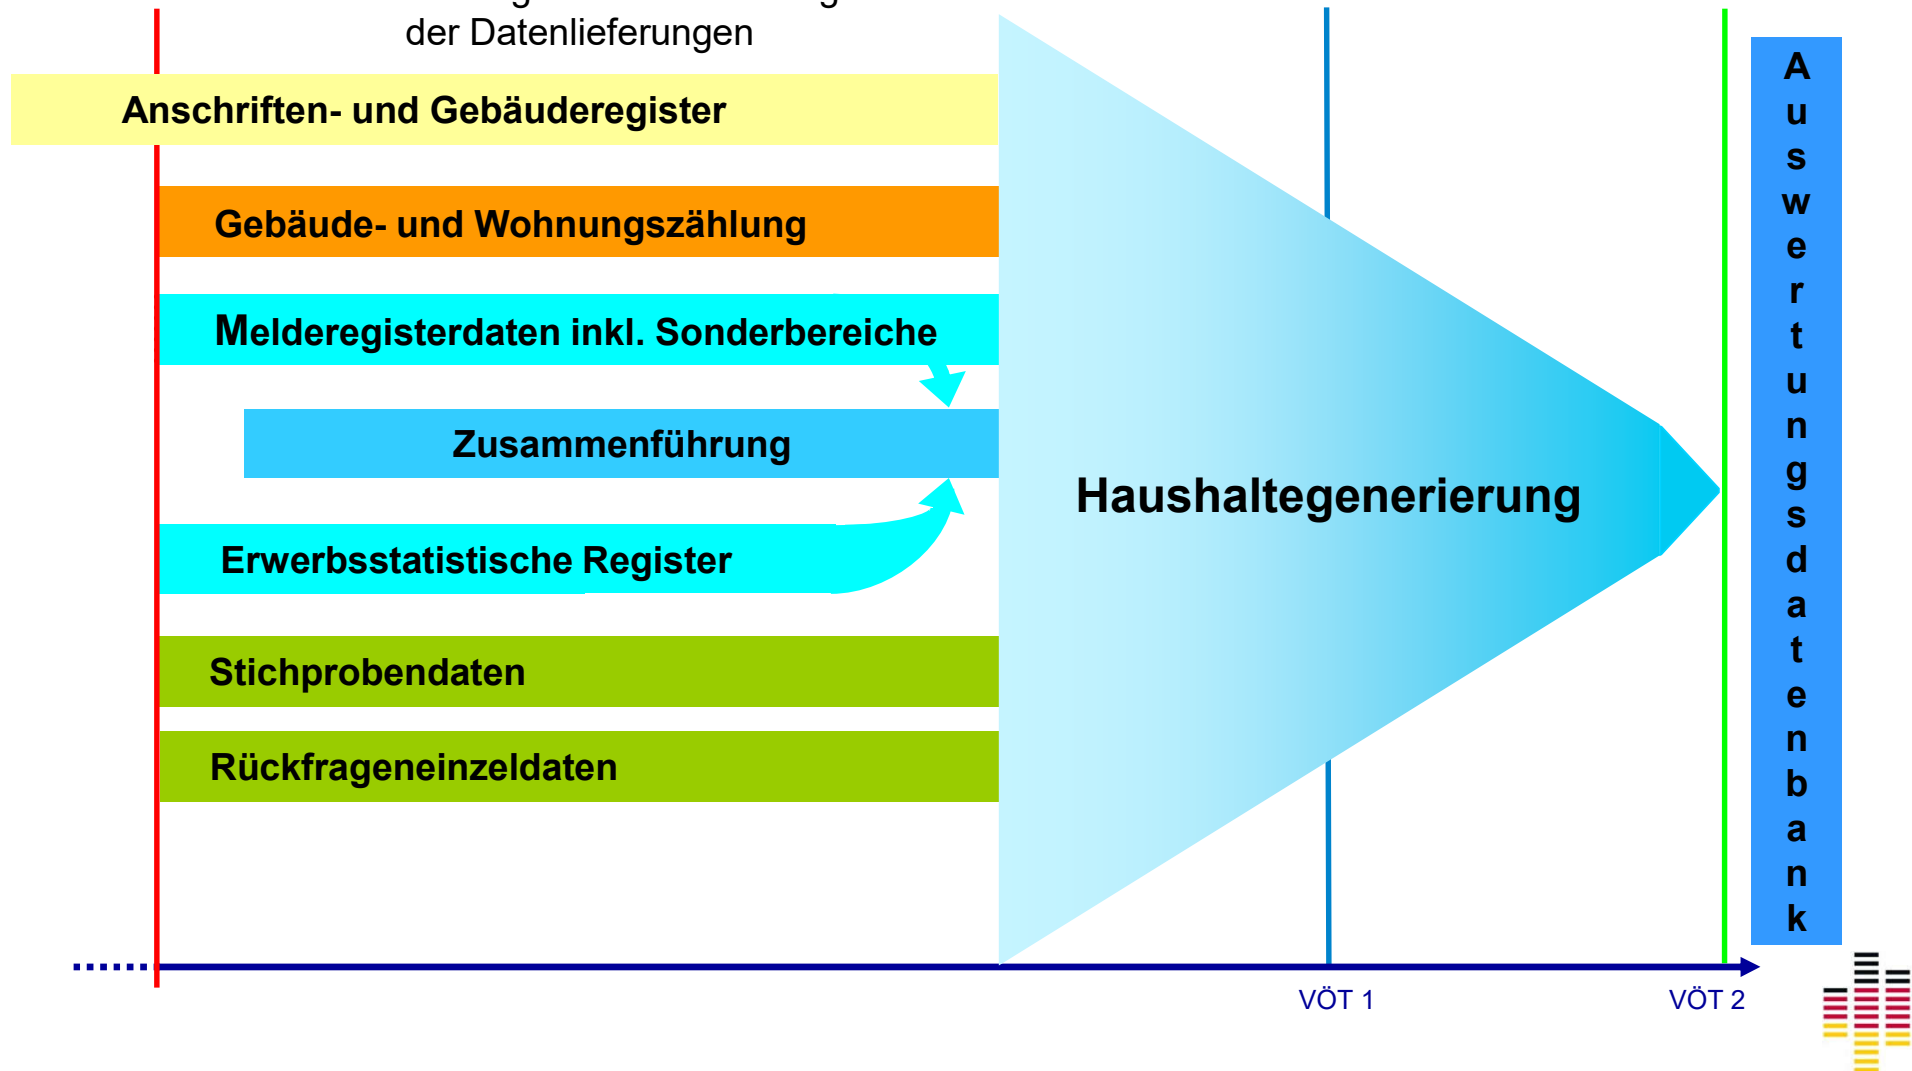 der Datenlieferungen
Anschriften- und Gebäuderegister
Gebäude- und Wohnungszählung
Melderegisterdaten inkl. Sonderbereiche
Zusammenführung
Erwerbsstatistische Register
Stichprobendaten
Rückfrageneinzeldaten
Haushaltegenerierung
Auswertungsdatenbank
VÖT 1
VÖT 2